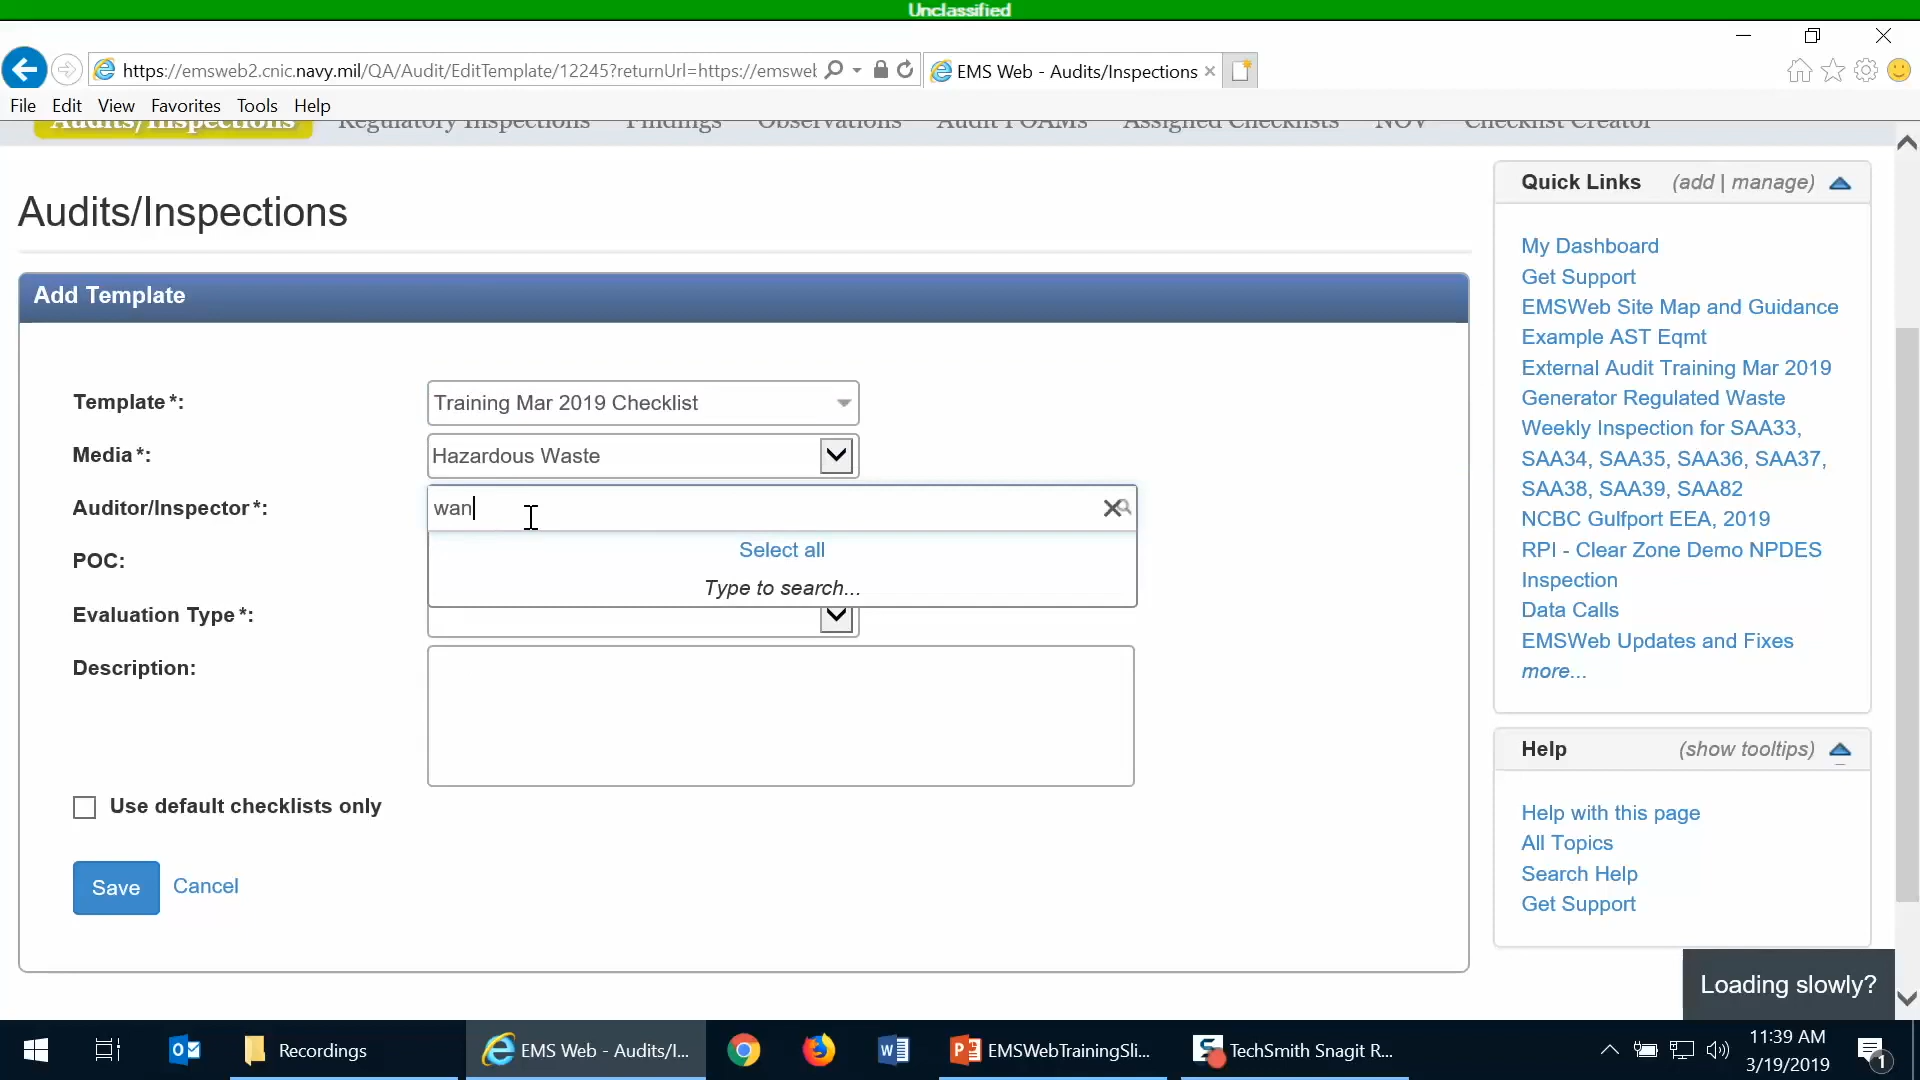 Unclassified
https://emsweb2.cnic.navy.mil/QA/Audit/EditTemplate/12245?returnUrl=https://emsweb
EMS Web - Audits/Inspections
File Edit View Favorites Tools Help
Audits/Inspections Regulatory Inspections Findings Observations Audit POAMs Assigned Checklists NOV Checklist Creator
Audits/Inspections
Add Template
Template*: Training Mar 2019 Checklist
Media*: Hazardous Waste
Auditor/Inspector*: wan
Select all
POC:
Type to search...
Evaluation Type*:
Description:
Use default checklists only
Save Cancel
Quick Links (add | manage)
My Dashboard
Get Support
EMSWeb Site Map and Guidance
Example AST Eqmt
External Audit Training Mar 2019
Generator Regulated Waste
Weekly Inspection for SAA33,
SAA34, SAA35, SAA36, SAA37,
SAA38, SAA39, SAA82
NCBC Gulfport EEA, 2019
RPI - Clear Zone Demo NPDES
Inspection
Data Calls
EMSWeb Updates and Fixes
more...
Help (show tooltips)
Help with this page
All Topics
Search Help
Get Support
Loading slowly?
Recordings
EMS Web - Audits/I...
EMSWebTrainingSli...
TechSmith Snagit R...
11:39 AM
3/19/2019
1